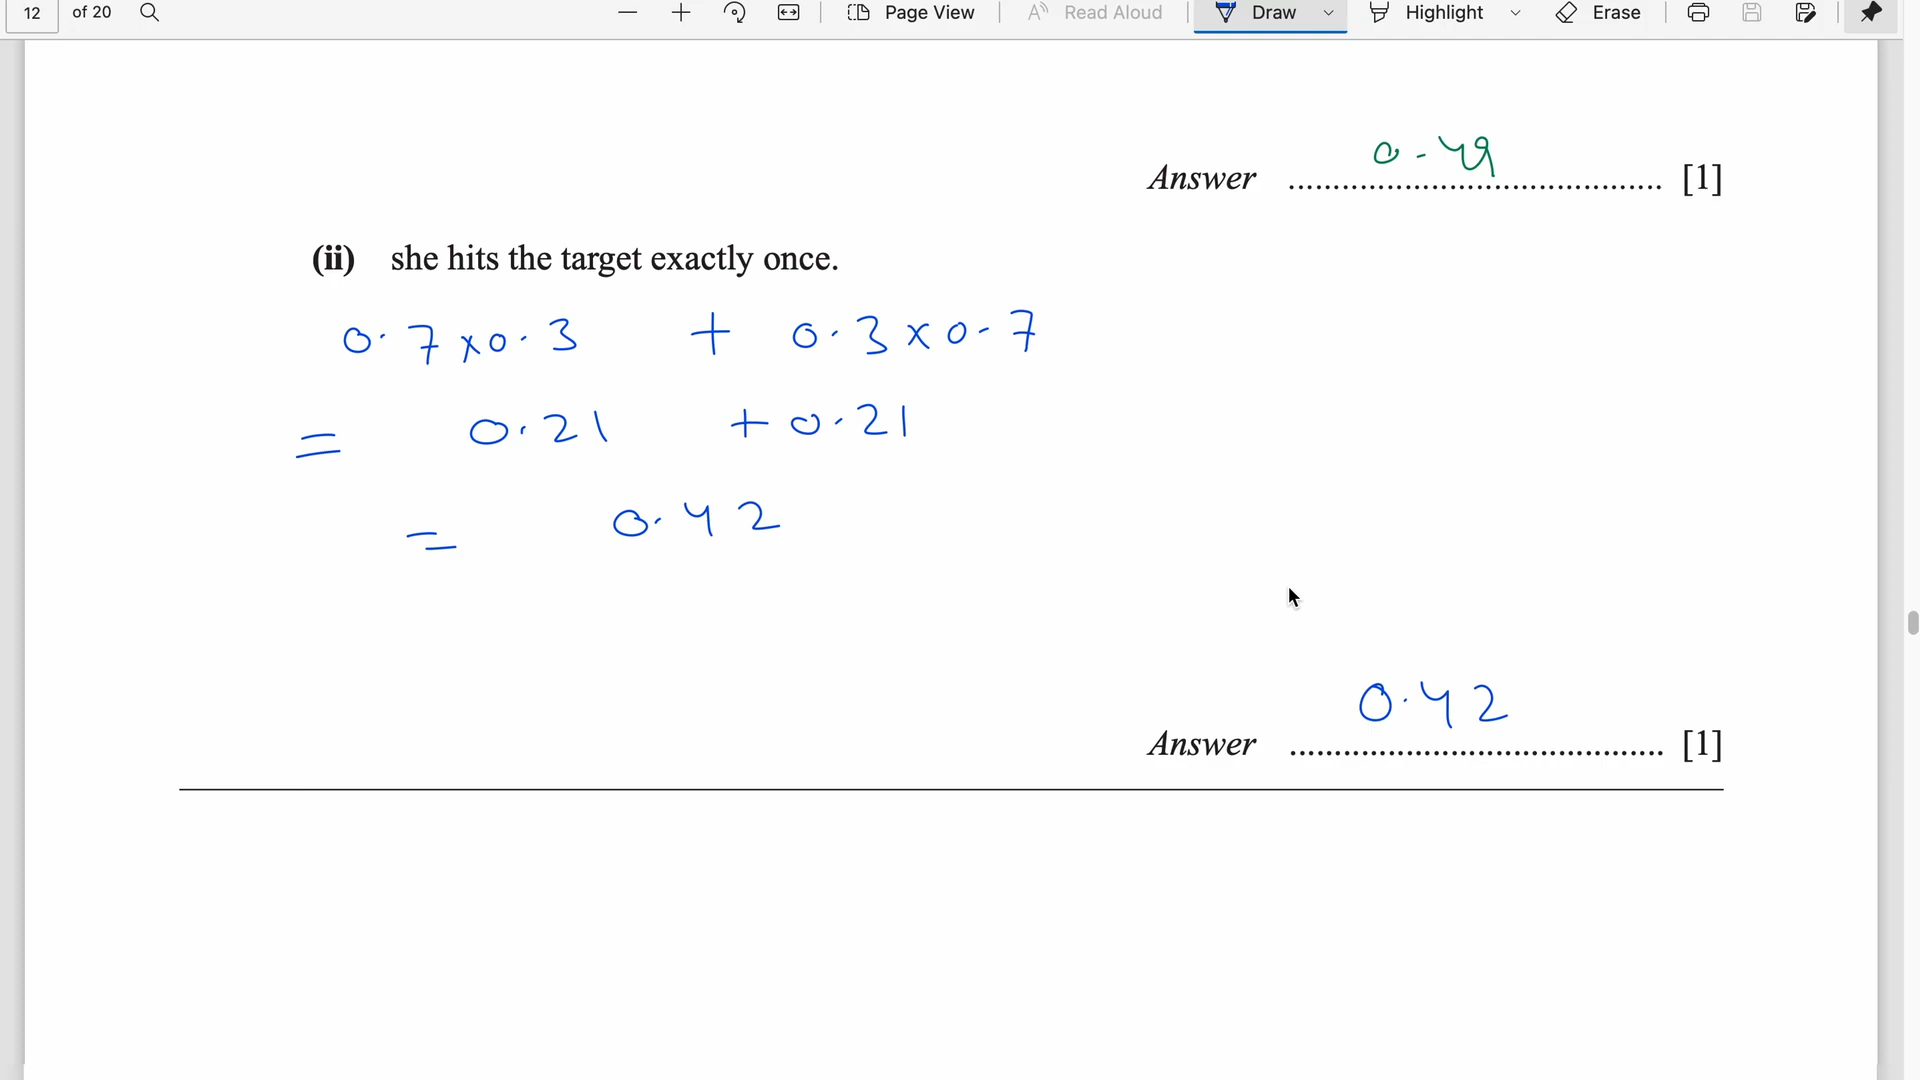 12 of 20 Page View Read Aloud Draw Highlight Erase
0.49
Answer .......................................... [1]
(ii) she hits the target exactly once.
0.7 x 0.3 + 0.3 x 0.7
= 0.21 + 0.21
= 0.42
0.42
Answer .......................................... [1]